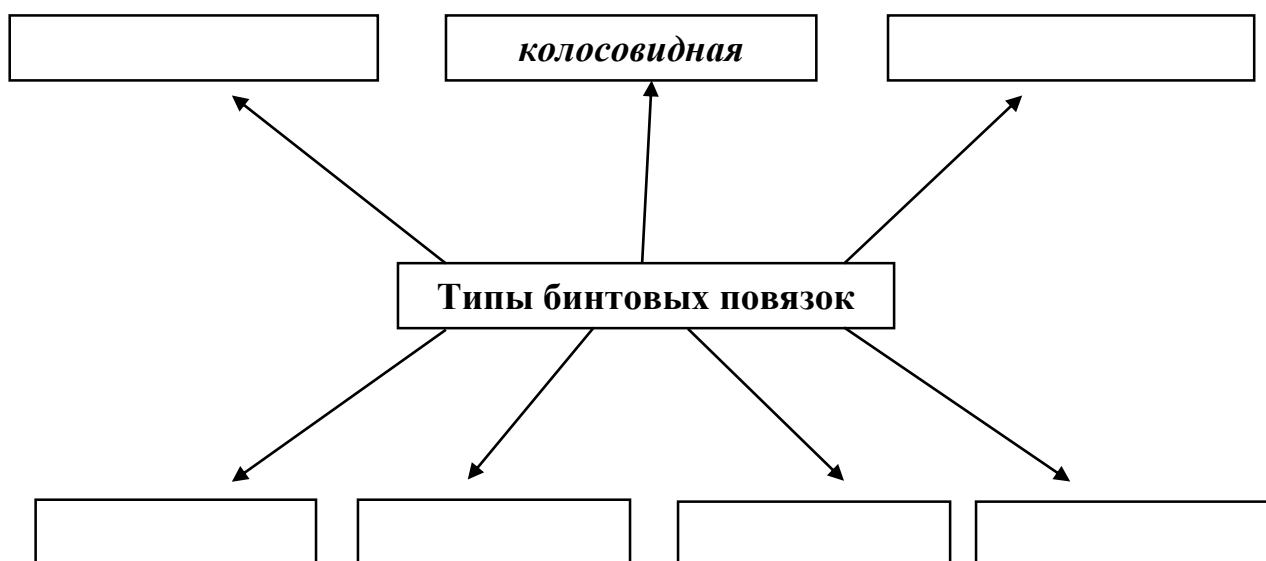 колосовидная
Типы бинтовых повязок